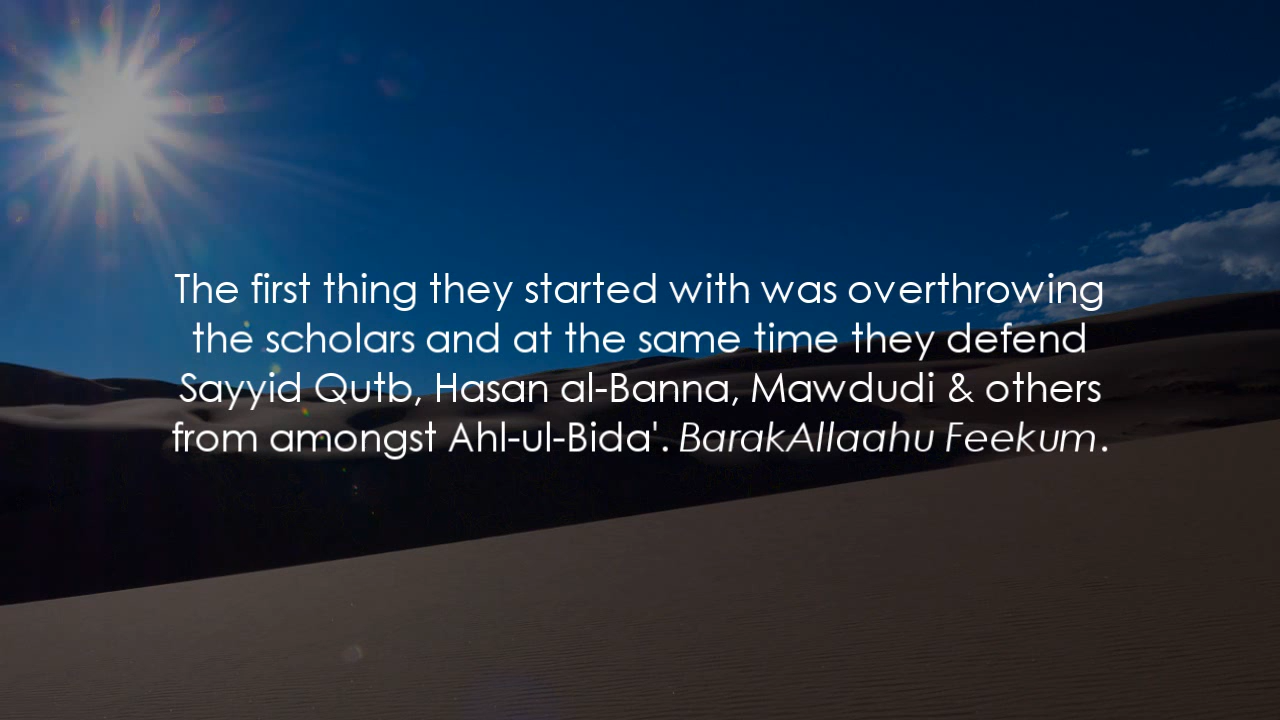 The first thing they started with was overthrowing
the scholars and at the same time they defend
Sayyid Qutb, Hasan al-Banna, Mawdudi & others
from amongst Ahl-ul-Bida'. BarakAllaahu Feekum.